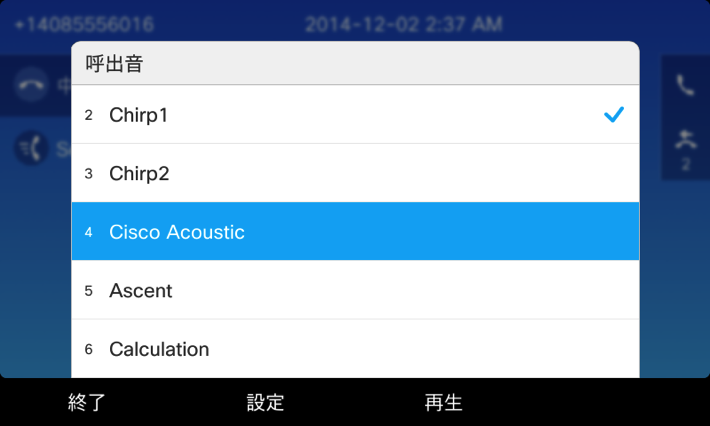 +14085556016 2014-12-02 2:37 AM
呼出音
2 Chirp1
3 Chirp2
4 Cisco Acoustic
5 Ascent
6 Calculation
2
終了 設定 再生